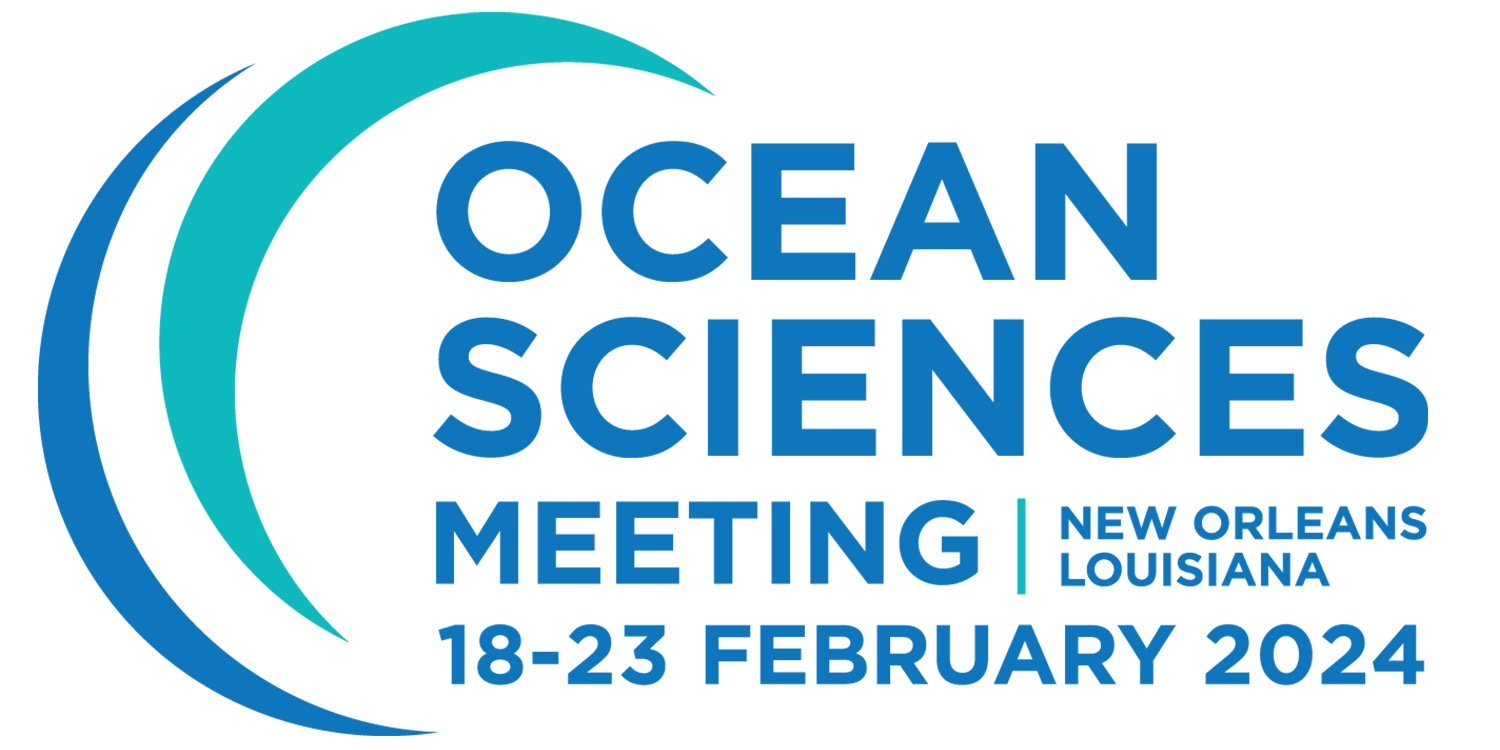 OCEAN
SCIENCES
MEETING | NEW ORLEANS
LOUISIANA
18-23 FEBRUARY 2024